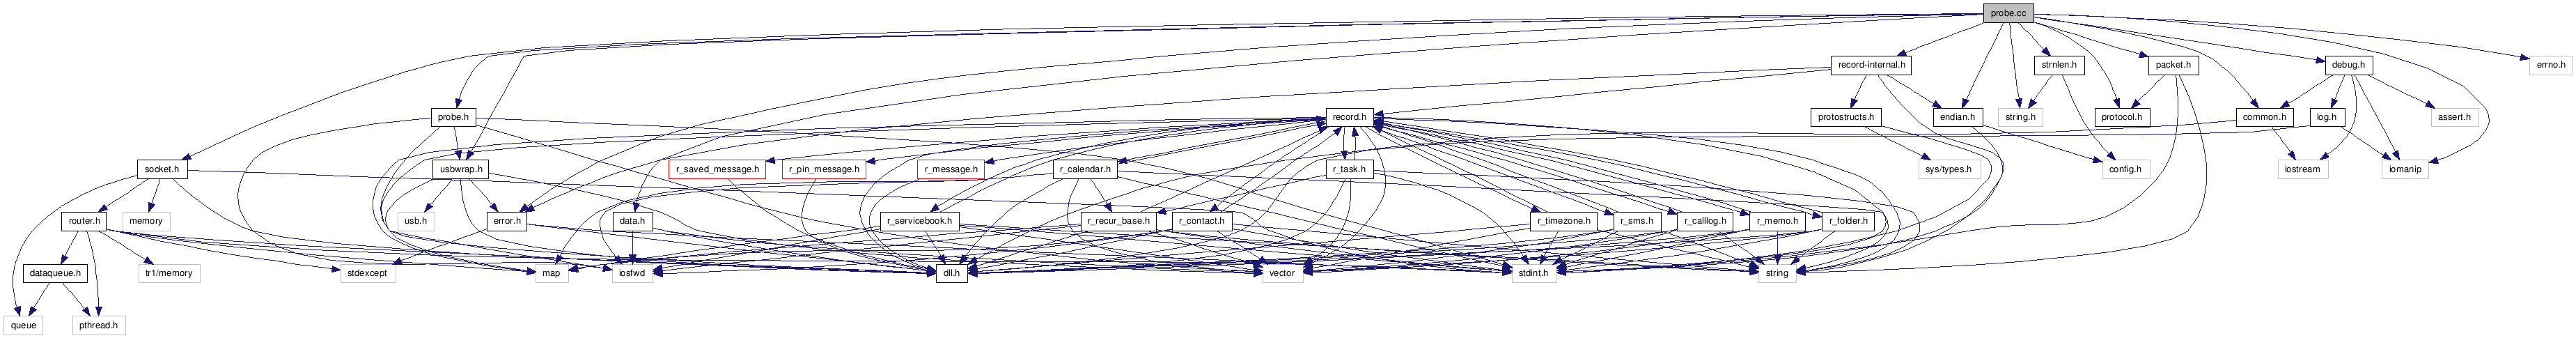 probe.cc
record-internal.h
strnlen.h
packet.h
debug.h
errno.h
probe.h
record.h
protostructs.h
endian.h
string.h
protocol.h
common.h
log.h
assert.h
socket.h
usbwrap.h
r_saved_message.h
r_pin_message.h
r_message.h
r_calendar.h
r_task.h
sys/types.h
config.h
iostream
iomanip
router.h
memory
usb.h
error.h
data.h
r_servicebook.h
r_recur_base.h
r_contact.h
r_timezone.h
r_sms.h
r_calllog.h
r_memo.h
r_folder.h
dataqueue.h
tr1/memory
stdexcept
map
iosfwd
dll.h
vector
stdint.h
string
queue
pthread.h